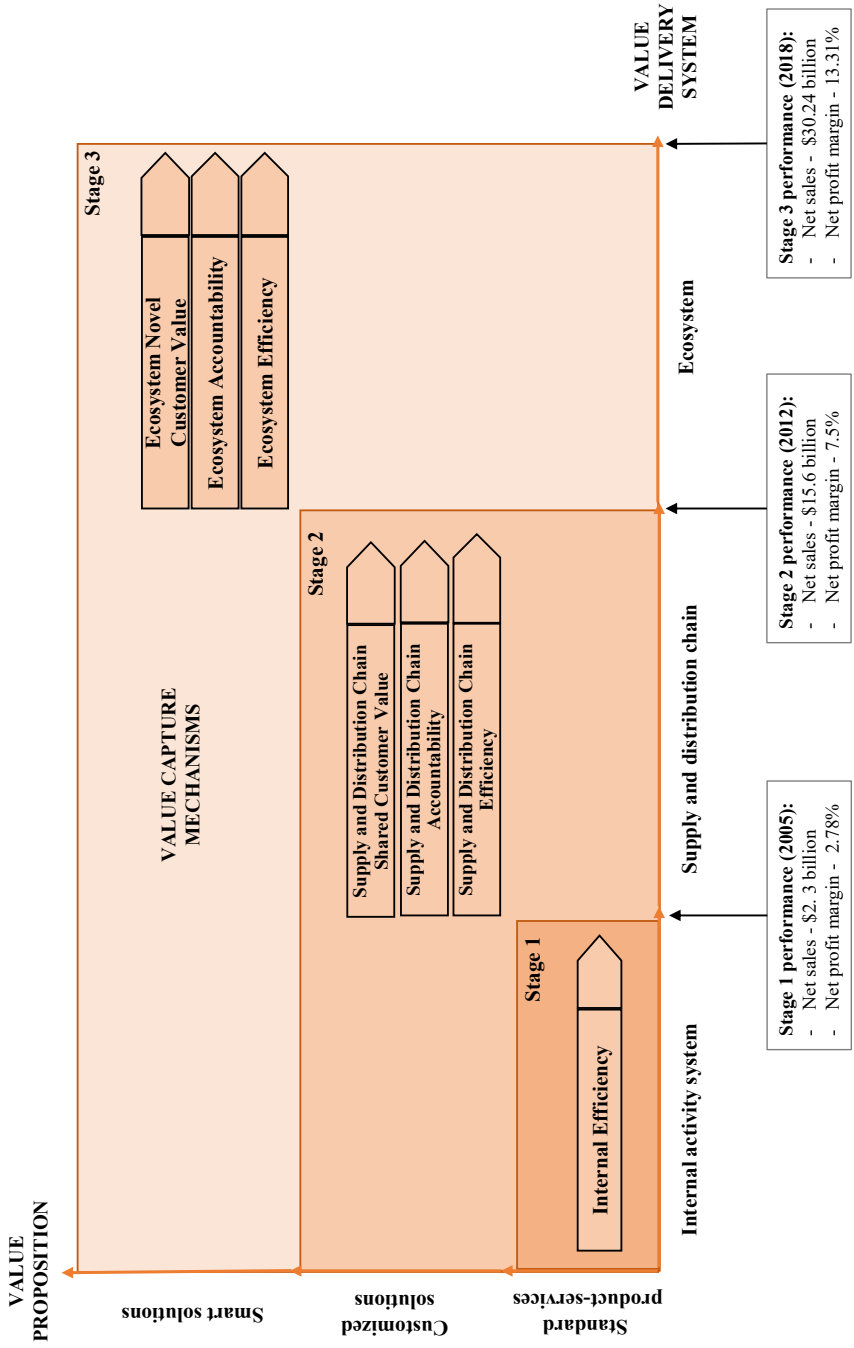 VALUE
PROPOSITION
Smart solutions
Customized
solutions
Standard
product-services
VALUE CAPTURE
MECHANISMS
Stage 3
Ecosystem Novel
Customer Value
Ecosystem Accountability
Ecosystem Efficiency
Stage 2
Supply and Distribution Chain
Shared Customer Value
Supply and Distribution Chain
Accountability
Supply and Distribution Chain
Efficiency
Stage 1
Internal Efficiency
Internal activity system
Supply and distribution chain
Ecosystem
VALUE
DELIVERY
SYSTEM
Stage 1 performance (2005):
- Net sales - $2. 3 billion
- Net profit margin - 2.78%
Stage 2 performance (2012):
- Net sales - $15.6 billion
- Net profit margin - 7.5%
Stage 3 performance (2018):
- Net sales - $30.24 billion
- Net profit margin - 13.31%